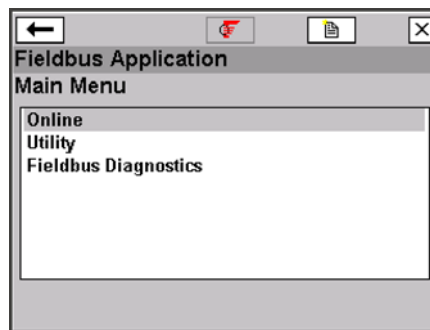 Fieldbus Application
Main Menu
Online
Utility
Fieldbus Diagnostics